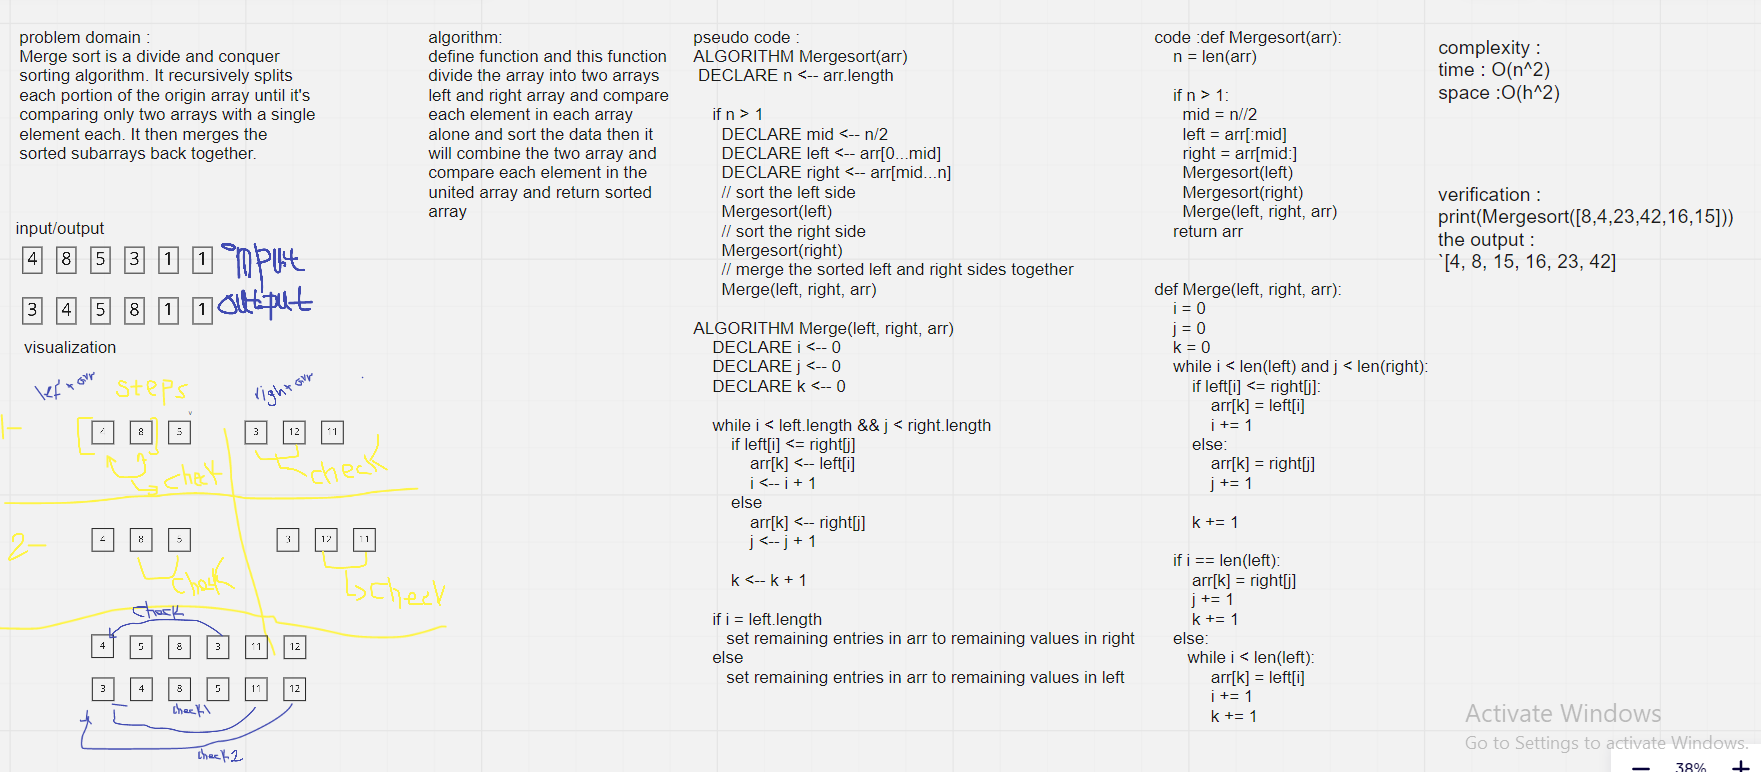 problem domain :
Merge sort is a divide and conquer
sorting algorithm. It recursively splits
each portion of the origin array until it's
comparing only two arrays with a single
element each. It then merges the
sorted subarrays back together.
input/output
4 8 5 3 1 1 input
3 4 5 8 1 1 output
visualization
left arr steps right arr
1-
4 8 5 3 12 11
check check
2-
4 8 5 3 12 11
check check
check
4 5 8 3 11 12
3 4 8 5 11 12
check1
check2
algorithm:
define function and this function
divide the array into two arrays
left and right array and compare
each element in each array
alone and sort the data then it
will combine the two array and
compare each element in the
united array and return sorted
array
pseudo code :
ALGORITHM Mergesort(arr)
DECLARE n <-- arr.length
if n > 1
DECLARE mid <-- n/2
DECLARE left <-- arr[0...mid]
DECLARE right <-- arr[mid...n]
// sort the left side
Mergesort(left)
// sort the right side
Mergesort(right)
// merge the sorted left and right sides together
Merge(left, right, arr)
ALGORITHM Merge(left, right, arr)
DECLARE i <-- 0
DECLARE j <-- 0
DECLARE k <-- 0
while i < left.length && j < right.length
if left[i] <= right[j]
arr[k] <-- left[i]
i <-- i + 1
else
arr[k] <-- right[j]
j <-- j + 1
k <-- k + 1
if i = left.length
set remaining entries in arr to remaining values in right
else
set remaining entries in arr to remaining values in left
code :def Mergesort(arr):
n = len(arr)
if n > 1:
mid = n//2
left = arr[:mid]
right = arr[mid:]
Mergesort(left)
Mergesort(right)
Merge(left, right, arr)
return arr
def Merge(left, right, arr):
i = 0
j = 0
k = 0
while i < len(left) and j < len(right):
if left[i] <= right[j]:
arr[k] = left[i]
i += 1
else:
arr[k] = right[j]
j += 1
k += 1
if i == len(left):
arr[k] = right[j]
j += 1
k += 1
else:
while i < len(left):
arr[k] = left[i]
i += 1
k += 1
complexity :
time : O(n^2)
space :O(h^2)
verification :
print(Mergesort([8,4,23,42,16,15]))
the output :
`[4, 8, 15, 16, 23, 42]
Activate Windows
Go to Settings to activate Windows.
38%